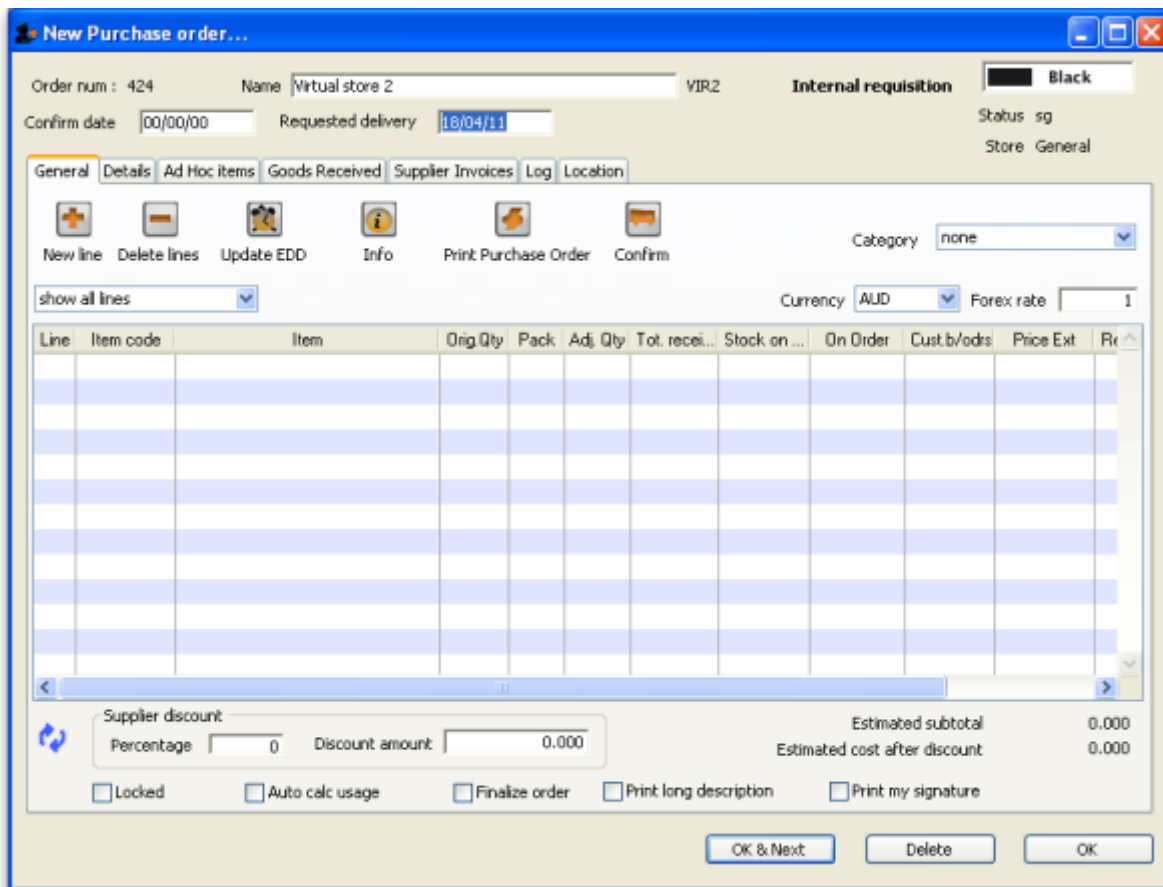 New Purchase order...
Order num : 424 Name Virtual store 2 VIR2 Internal requisition Black
Confirm date 00/00/00 Requested delivery 18/04/11 Status sg
Store General
General Details Ad Hoc items Goods Received Supplier Invoices Log Location
New line Delete lines Update EDD Info Print Purchase Order Confirm Category none
show all lines Currency AUD Forex rate 1
Line Item code Item Orig.Qty Pack Adj. Qty Tot. recei... Stock on ... On Order Cust.b/odrs Price Ext Re
Supplier discount Estimated subtotal 0.000
Percentage 0 Discount amount 0.000 Estimated cost after discount 0.000
Locked Auto calc usage Finalize order Print long description Print my signature
OK & Next Delete OK